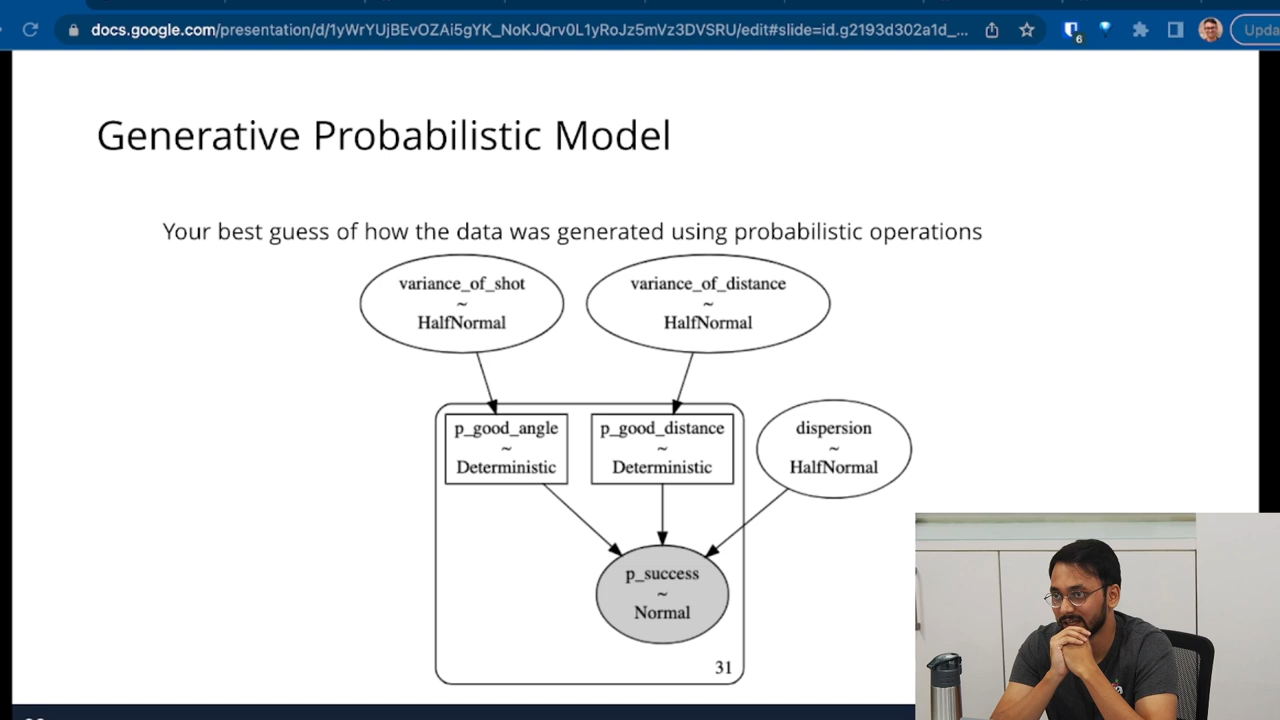 docs.google.com/presentation/d/1yWrYUjBEvOZAi5gYK_NoKJQrv0L1yRoJz5mVz3DVSRU/edit#slide=id.g2193d302a1d_...
6
Generative Probabilistic Model
Your best guess of how the data was generated using probabilistic operations
variance_of_shot
~
HalfNormal
variance_of_distance
~
HalfNormal
p_good_angle
~
Deterministic
p_good_distance
~
Deterministic
dispersion
~
HalfNormal
p_success
~
Normal
31